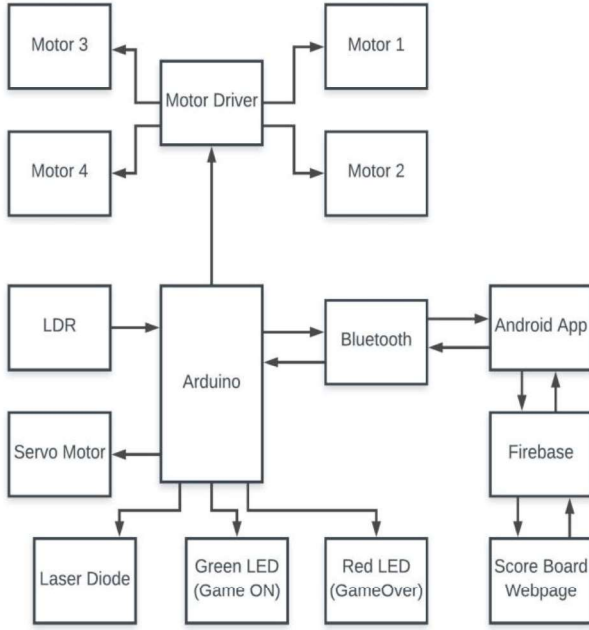 Motor 3
Motor 1
Motor Driver
Motor 4
Motor 2
LDR
Arduino
Bluetooth
Android App
Servo Motor
Firebase
Laser Diode
Green LED
(Game ON)
Red LED
(GameOver)
Score Board
Webpage